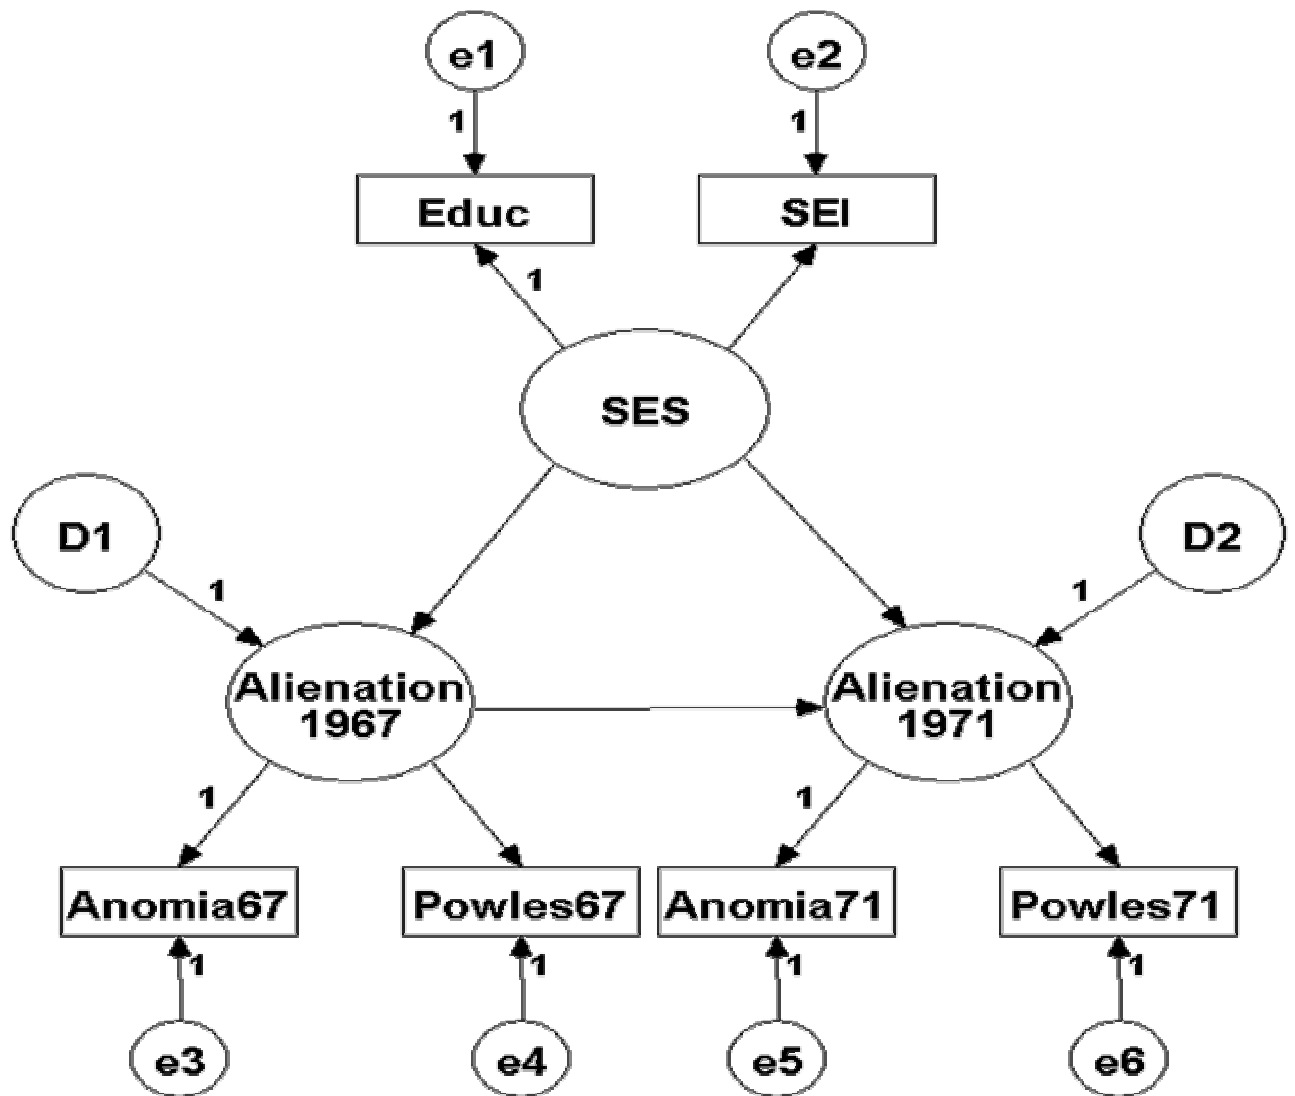 e1
e2
1
1
Educ
SEI
1
SES
D1
D2
1
1
Alienation
1967
Alienation
1971
1
1
Anomia67
Powles67
Anomia71
Powles71
1
1
1
1
e3
e4
e5
e6